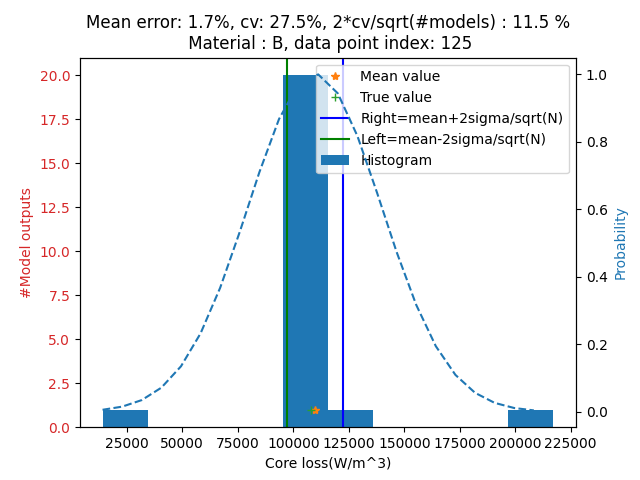 Mean error: 1.7%, cv: 27.5%, 2*cv/sqrt(#models) : 11.5 %
Material : B, data point index: 125
20.0
17.5
15.0
12.5
10.0
7.5
5.0
2.5
0.0
#Model outputs
Mean value
True value
Right=mean+2sigma/sqrt(N)
Left=mean-2sigma/sqrt(N)
Histogram
1.0
0.8
0.6
0.4
0.2
0.0
Probability
25000 50000 75000 100000 125000 150000 175000 200000 225000
Core loss(W/m^3)